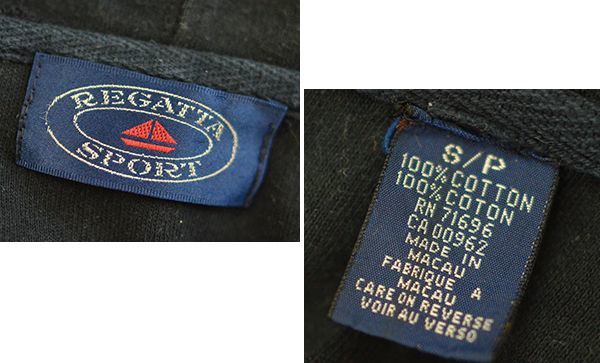 REGATTA
SPORT
S/P
100% COTTON
100% COTON
RN 71696
CA 00962
MADE IN
MACAU
FABRIQUE A
MACAU
CARE ON REVERSE
VOIR AU VERSO